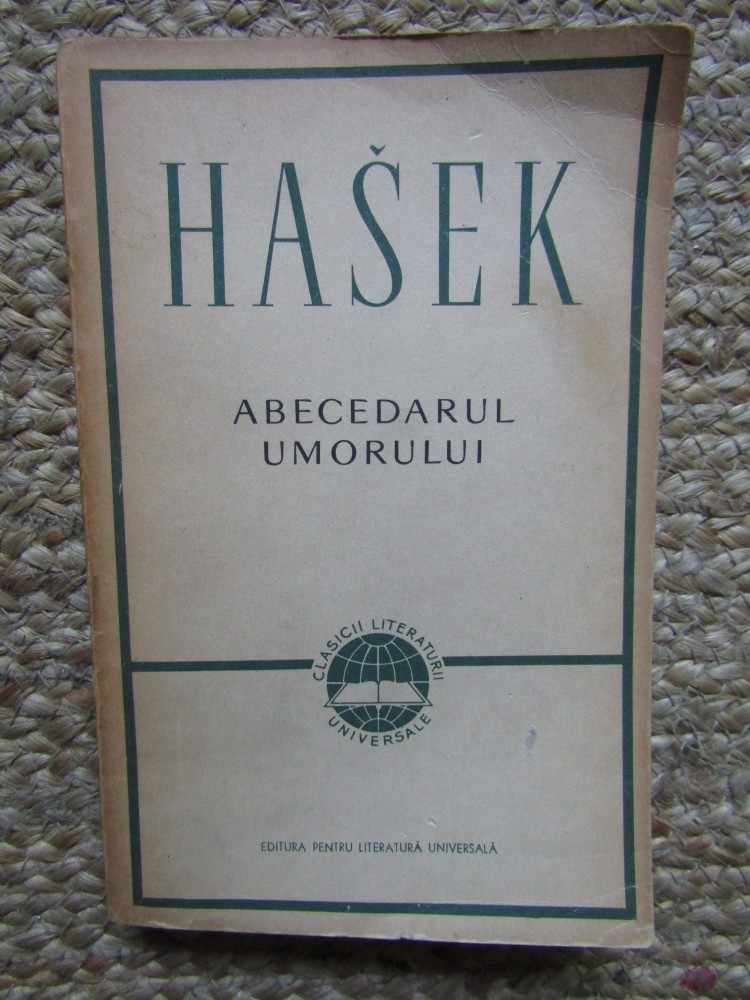 HAŠEK
ABECEDARUL
UMORULUI
CLASICII LITERATURII
UNIVERSALE
EDITURA PENTRU LITERATURĂ UNIVERSALĂ